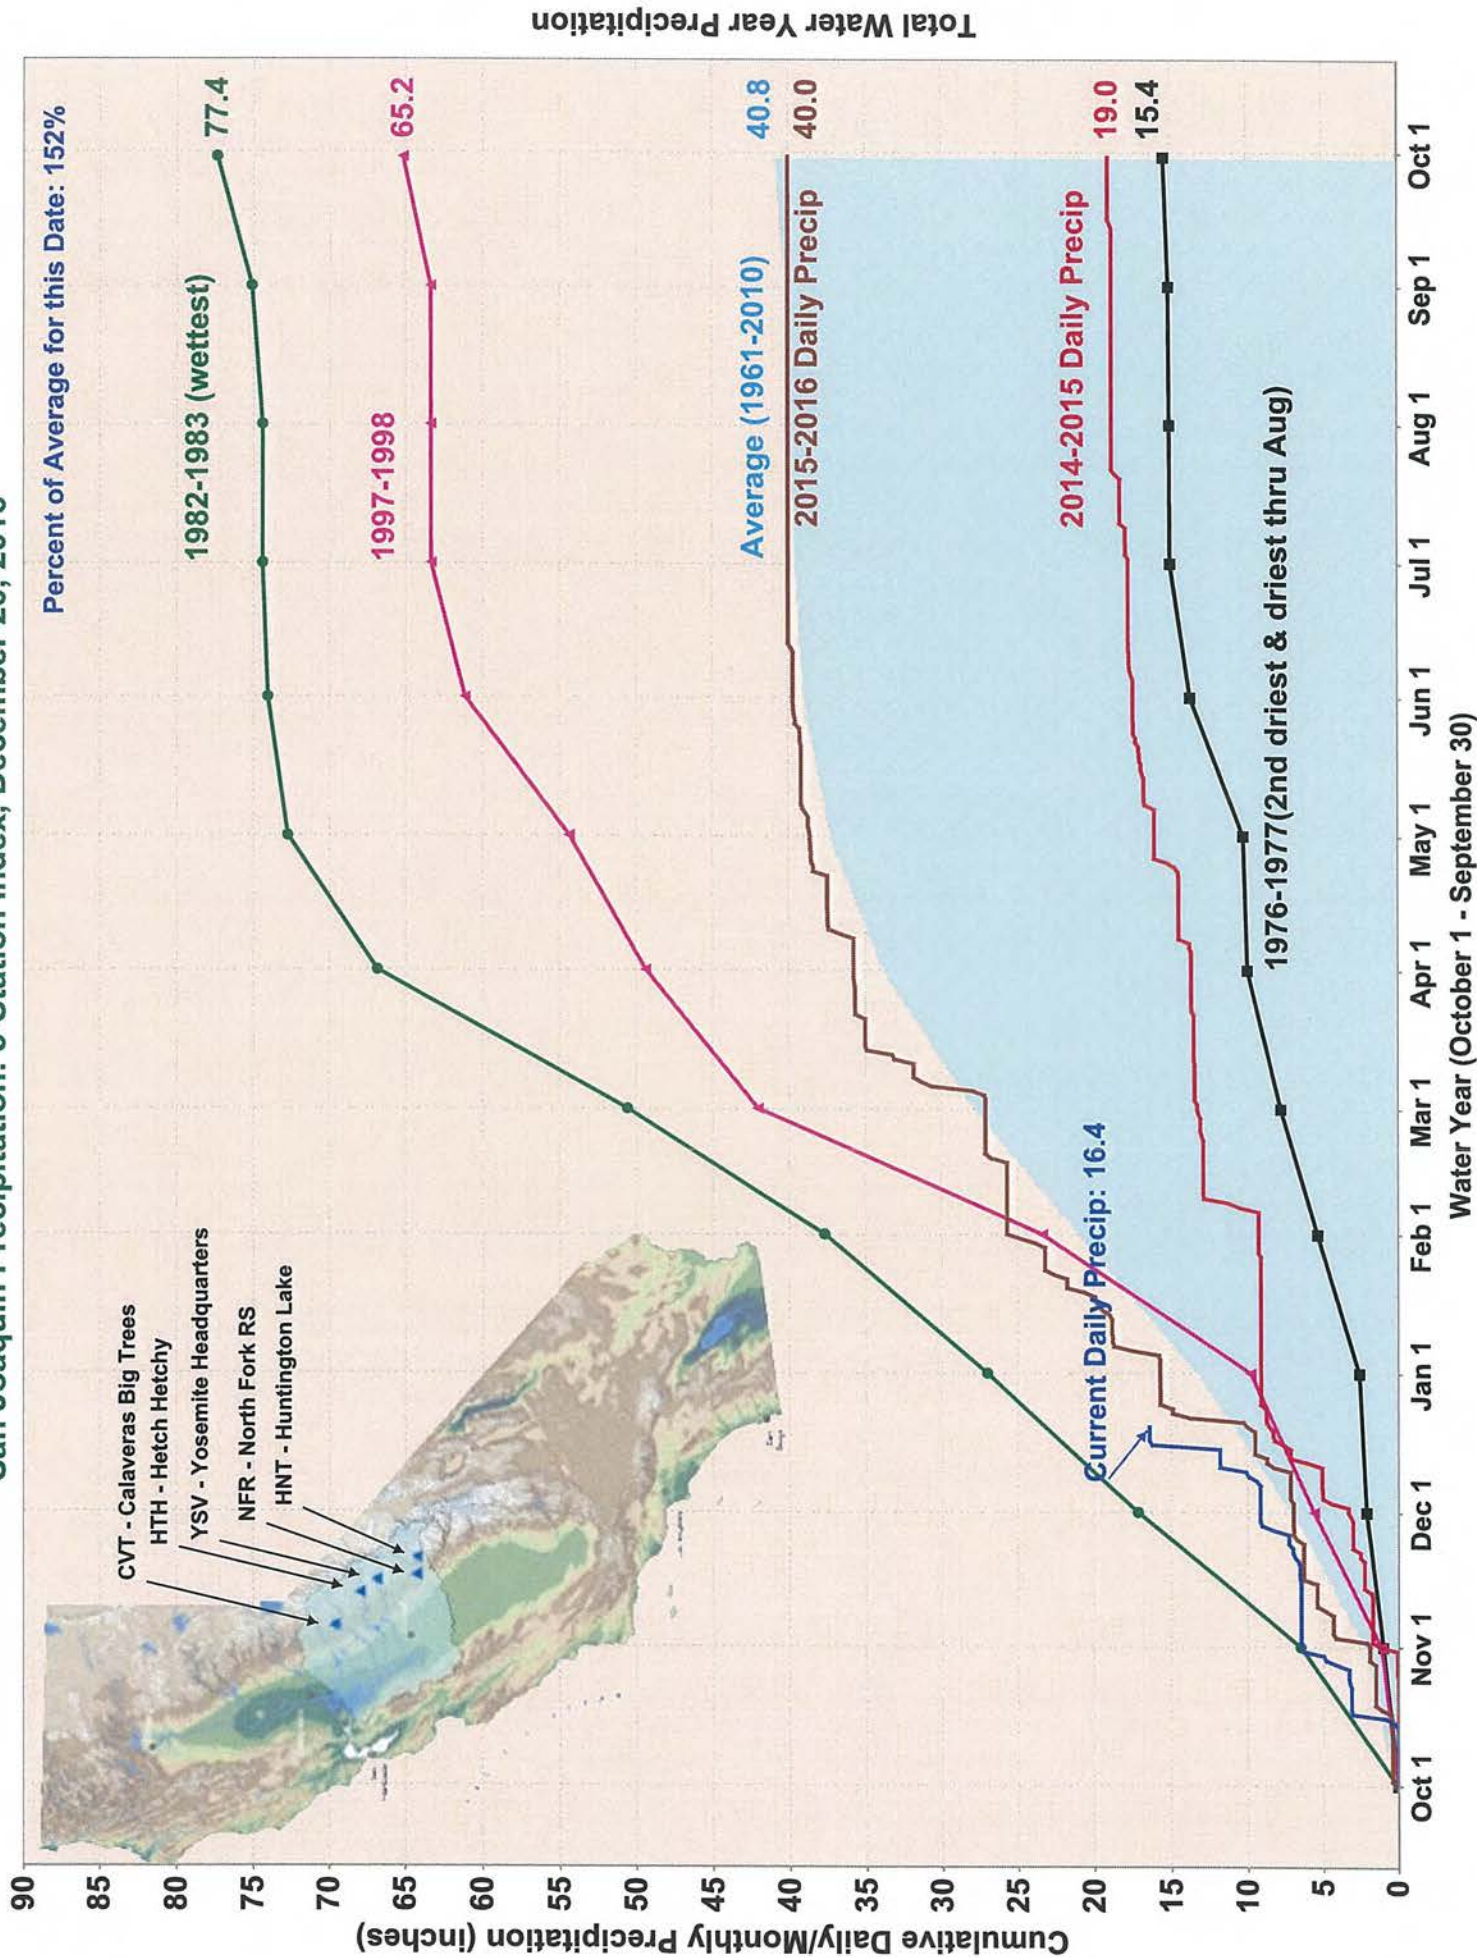 Percent of Average for this Date: 152%
CVT - Calaveras Big Trees
HTH - Hetch Hetchy
YSV - Yosemite Headquarters
NFR - North Fork RS
HNT - Huntington Lake
1982-1983 (wettest)
77.4
1997-1998
65.2
Average (1961-2010)
40.8
2015-2016 Daily Precip
40.0
Current Daily Precip: 16.4
2014-2015 Daily Precip
19.0
15.4
1976-1977(2nd driest & driest thru Aug)
Cumulative Daily/Monthly Precipitation (inches)
90
85
80
75
70
65
60
55
50
45
40
35
30
25
20
15
10
5
0
Total Water Year Precipitation
Oct 1
Nov 1
Dec 1
Jan 1
Feb 1
Mar 1
Apr 1
May 1
Jun 1
Jul 1
Aug 1
Sep 1
Oct 1
Water Year (October 1 - September 30)